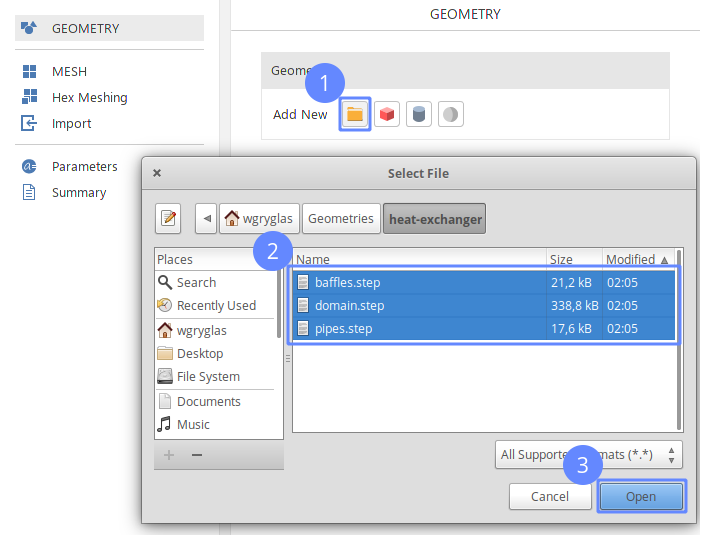 GEOMETRY
MESH
Hex Meshing
Import
a=
Parameters
Summary
GEOMETRY
Geome
1
Add New
Select File
wgryglas
Geometries
heat-exchanger
2
Places
Search
Recently Used
wgryglas
Desktop
File System
Documents
Music
Name Size Modified
baffles.step 21,2 kB 02:05
domain.step 338,8 kB 02:05
pipes.step 17,6 kB 02:05
All Supporte mats (*.*)
3
Cancel
Open